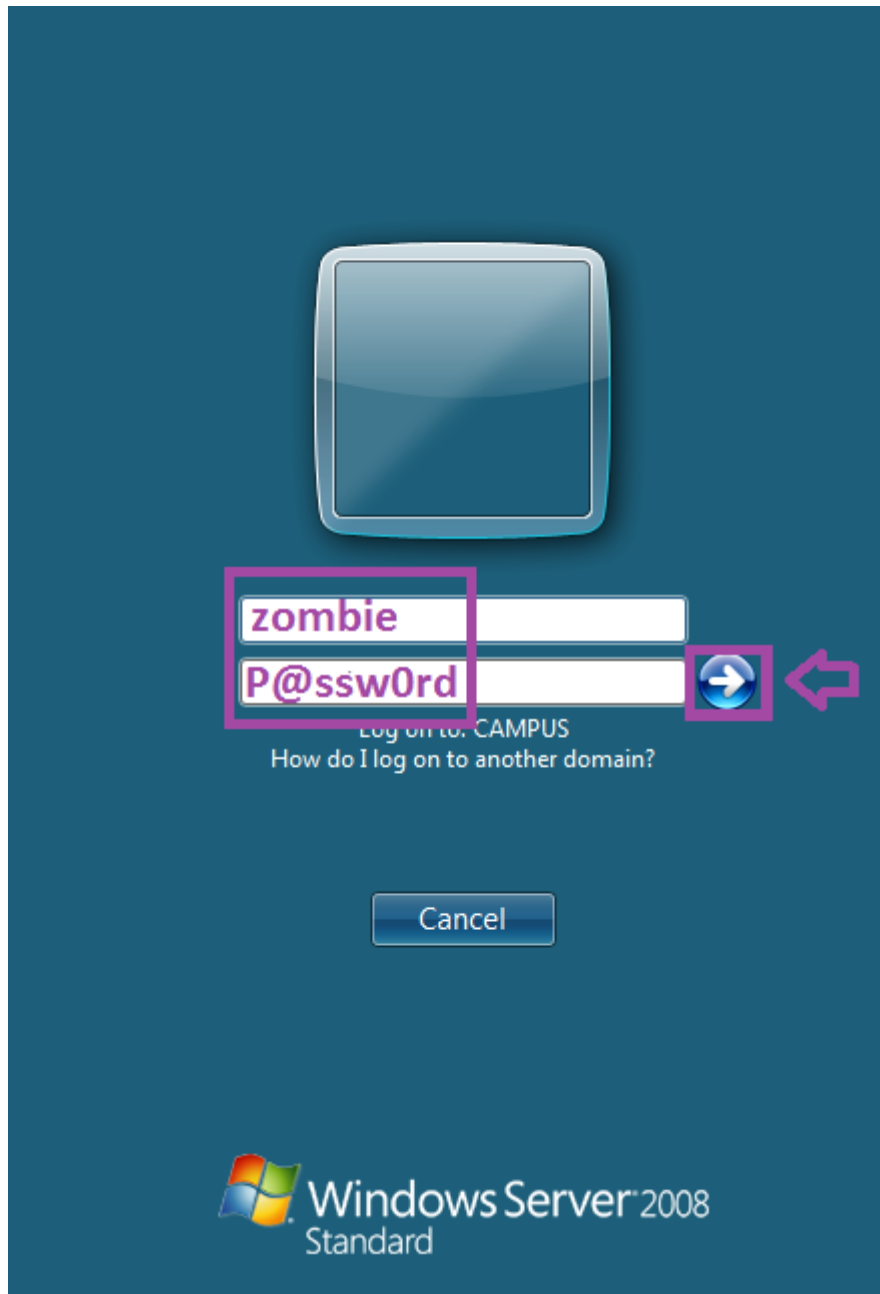 zombie
P@ssw0rd
Log on to: CAMPUS
How do I log on to another domain?
Cancel
Windows Server 2008
Standard